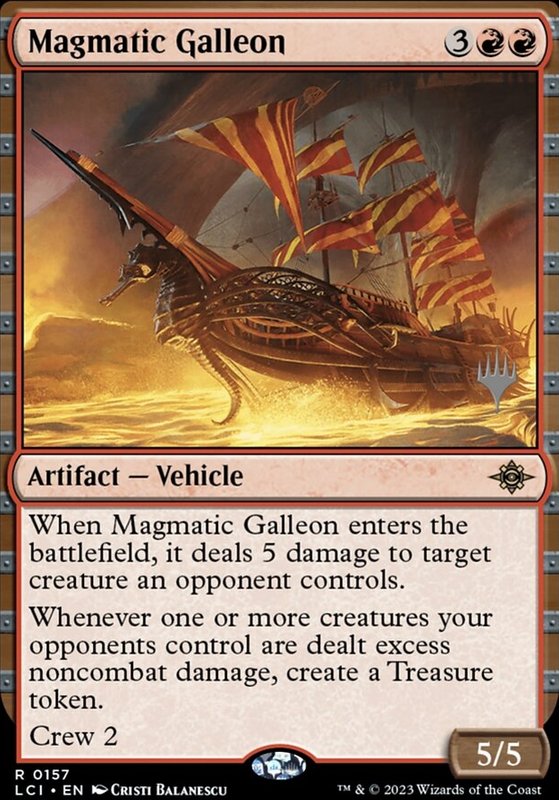 Magmatic Galleon 3
Artifact — Vehicle
When Magmatic Galleon enters the
battlefield, it deals 5 damage to target
creature an opponent controls.
Whenever one or more creatures your
opponents control are dealt excess
noncombat damage, create a Treasure
token.
Crew 2
5/5
R 0157
LCI • EN Cristi Balanescu
™ & © 2023 Wizards of the Coast